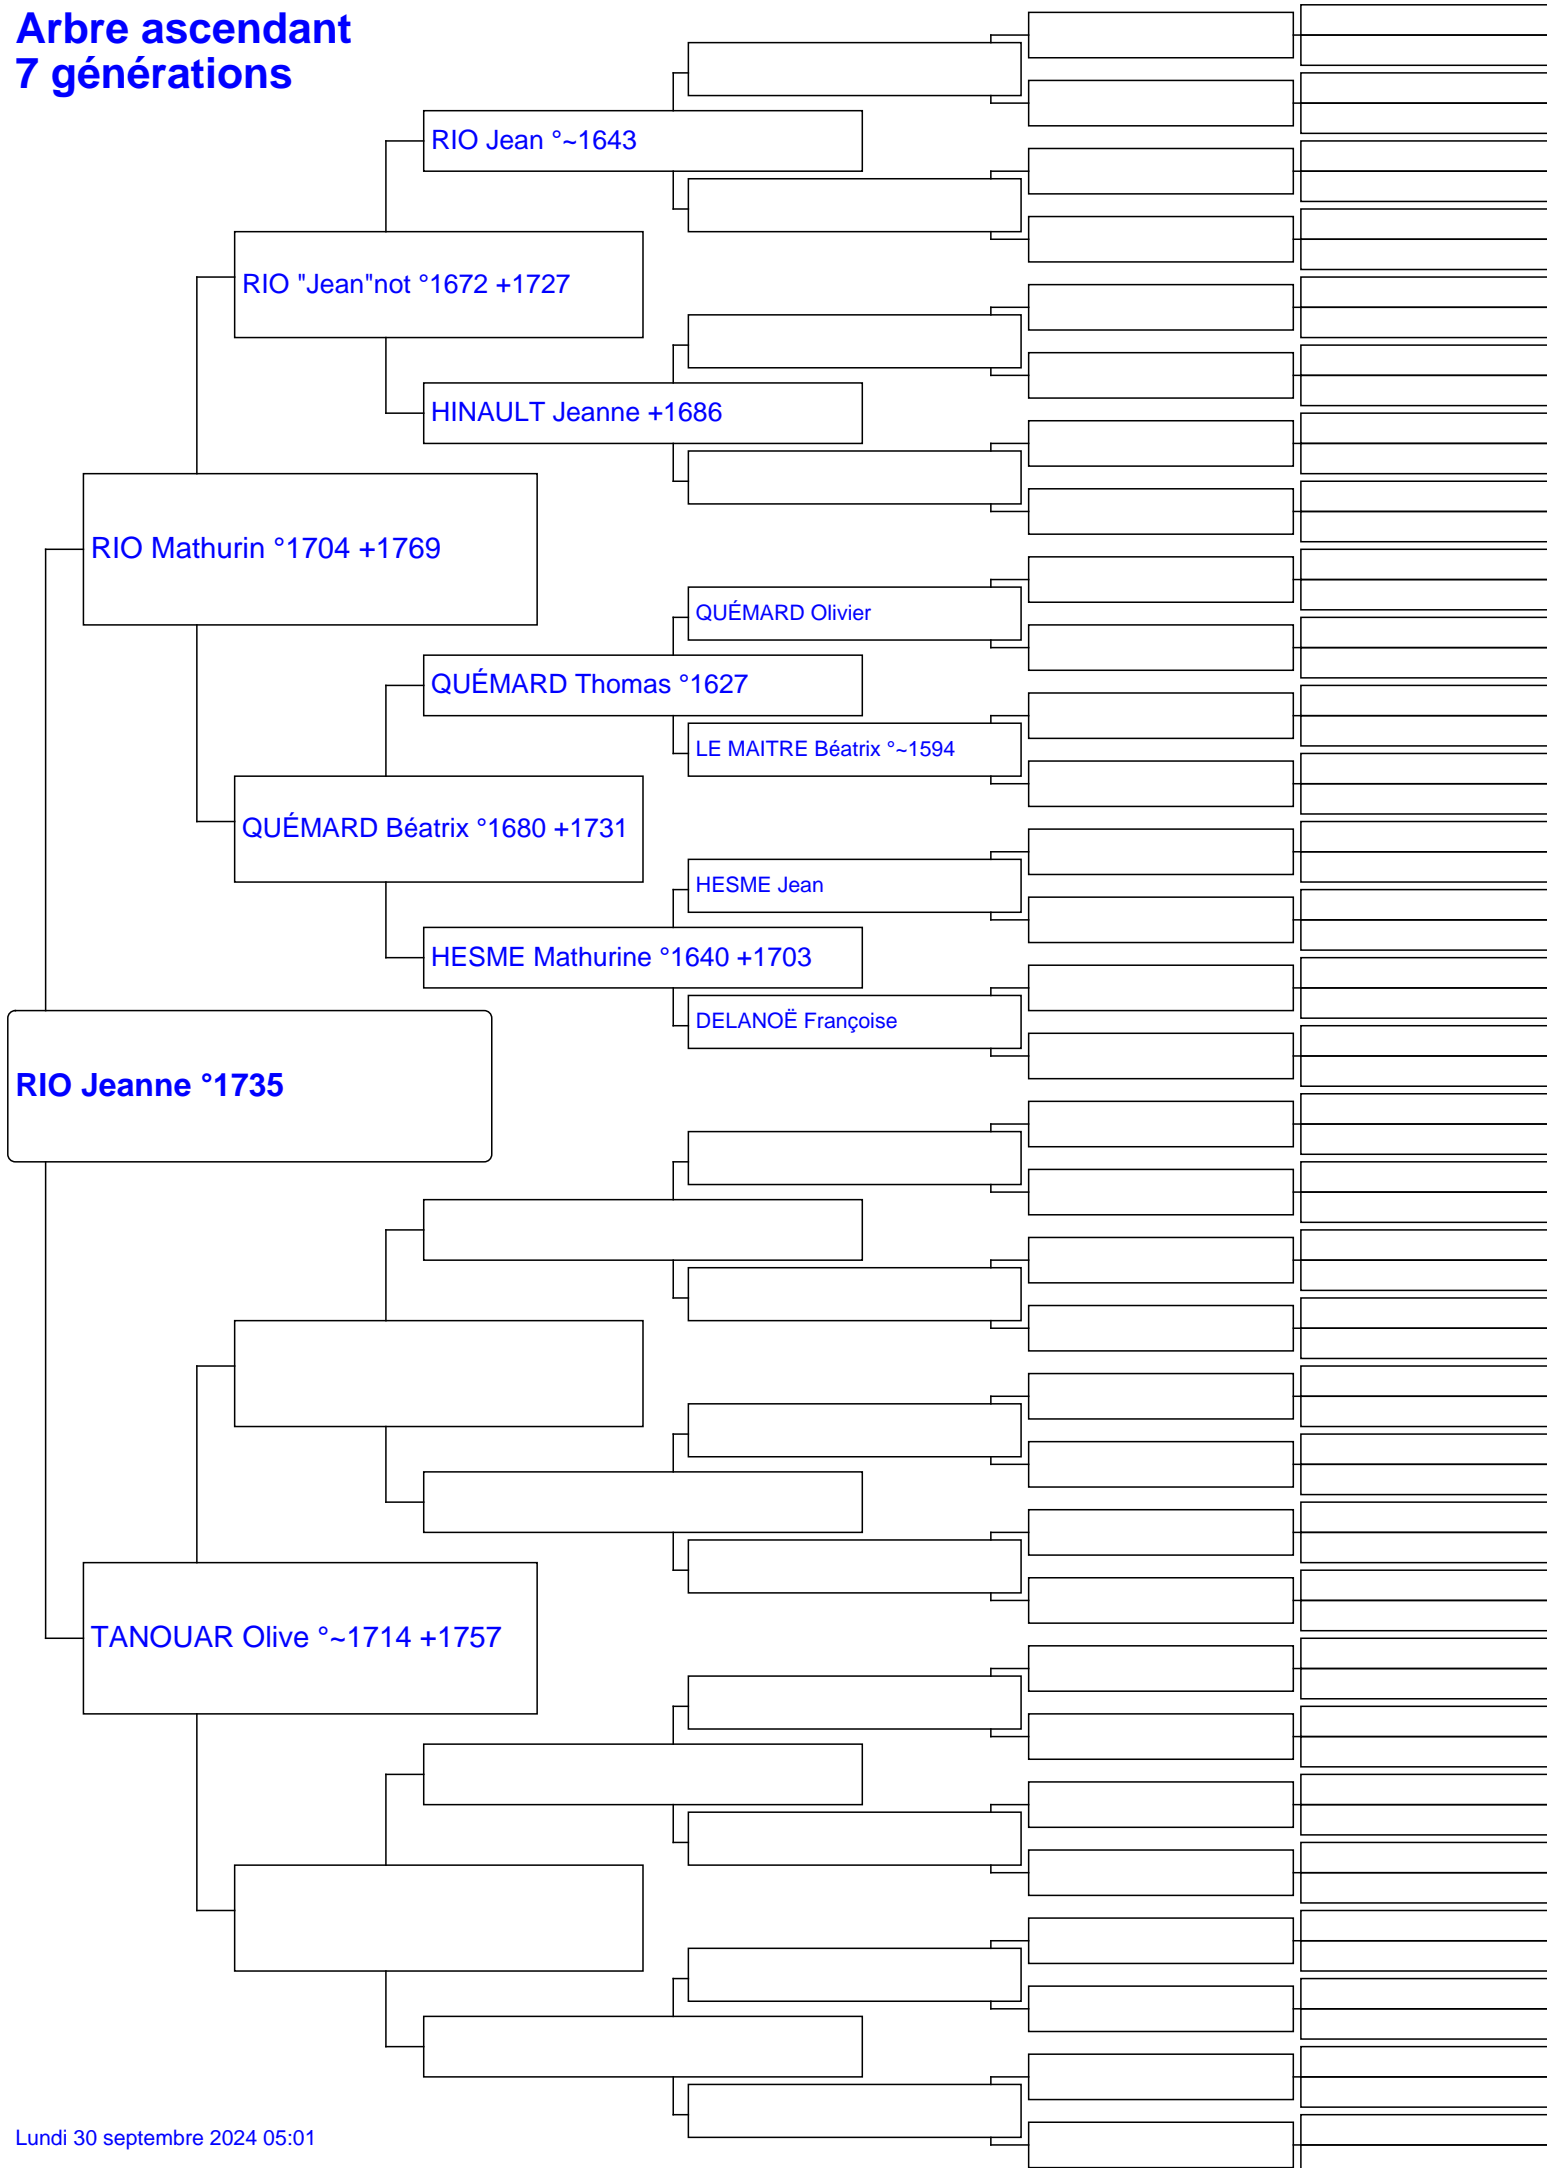 Arbre ascendant
7 générations
RIO Jean °~1643
RIO "Jean"not °1672 +1727
HINAULT Jeanne +1686
RIO Mathurin °1704 +1769
QUÉMARD Olivier
QUÉMARD Thomas °1627
LE MAITRE Béatrix °~1594
QUÉMARD Béatrix °1680 +1731
HESME Jean
HESME Mathurine °1640 +1703
DELANOË Françoise
RIO Jeanne °1735
TANOUAR Olive °~1714 +1757
Lundi 30 septembre 2024 05:01